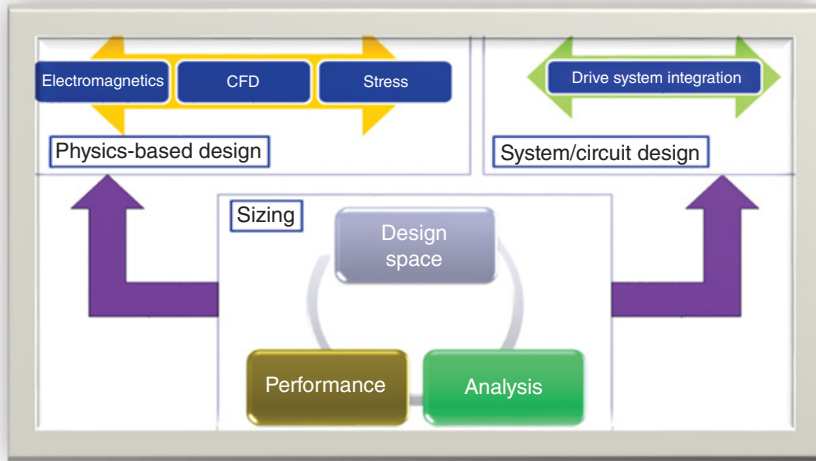 Electromagnetics
CFD
Stress
Physics-based design
Drive system integration
System/circuit design
Sizing
Design
space
Performance
Analysis